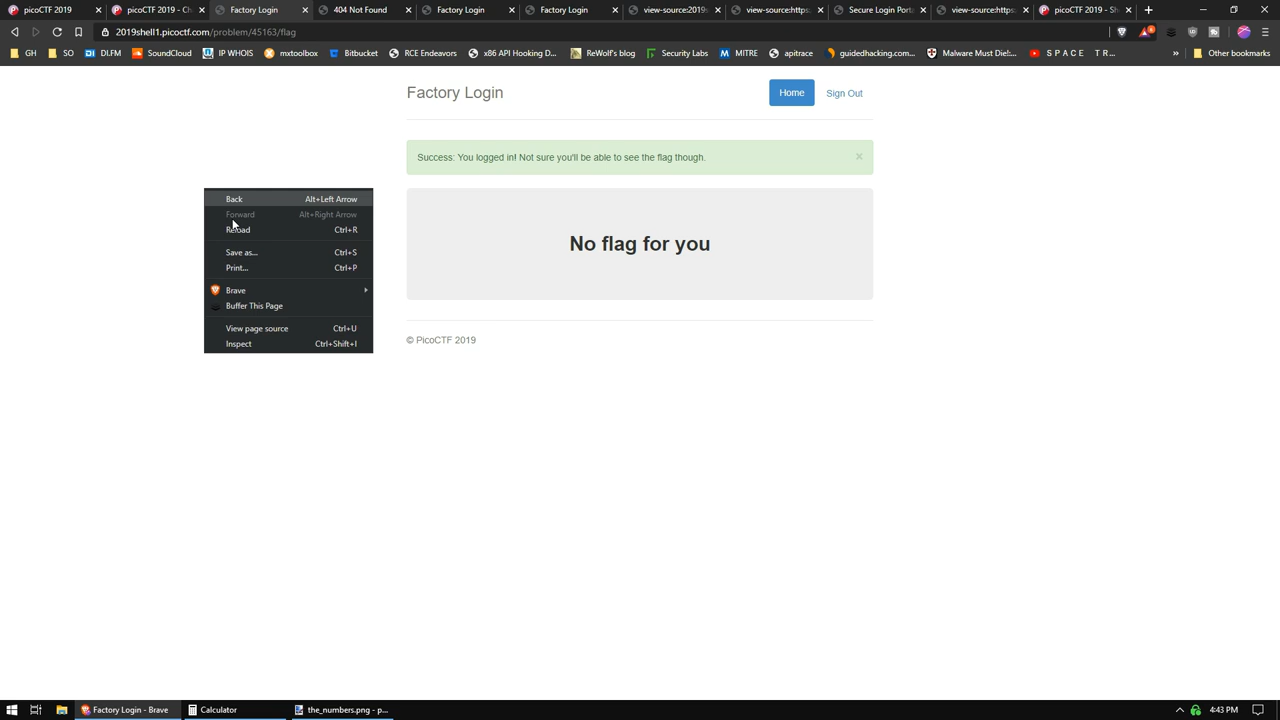 picoCTF 2019
picoCTF 2019 - Ch
Factory Login
404 Not Found
Factory Login
Factory Login
view-source:2019s
view-source:https:
Secure Login Port
view-source:https:
picoCTF 2019 - Sh
2019shell1.picoctf.com/problem/45163/flag
GH
SO
DLFM
SoundCloud
IP WHOIS
mxtoolbox
Bitbucket
RCE Endeavors
x86 API Hooking D...
ReWolf's blog
Security Labs
MITRE
apitrace
guidedhacking.com...
Malware Must Die!:...
S P A C E T R...
»
Other bookmarks
Factory Login
Home
Sign Out
Success: You logged in! Not sure you'll be able to see the flag though.
×
Back Alt+Left Arrow
Forward Alt+Right Arrow
Reload Ctrl+R
Save as... Ctrl+S
Print... Ctrl+P
Brave
Buffer This Page
View page source Ctrl+U
Inspect Ctrl+Shift+I
No flag for you
© PicoCTF 2019
Factory Login - Brave
Calculator
the_numbers.png - p...
4:43 PM